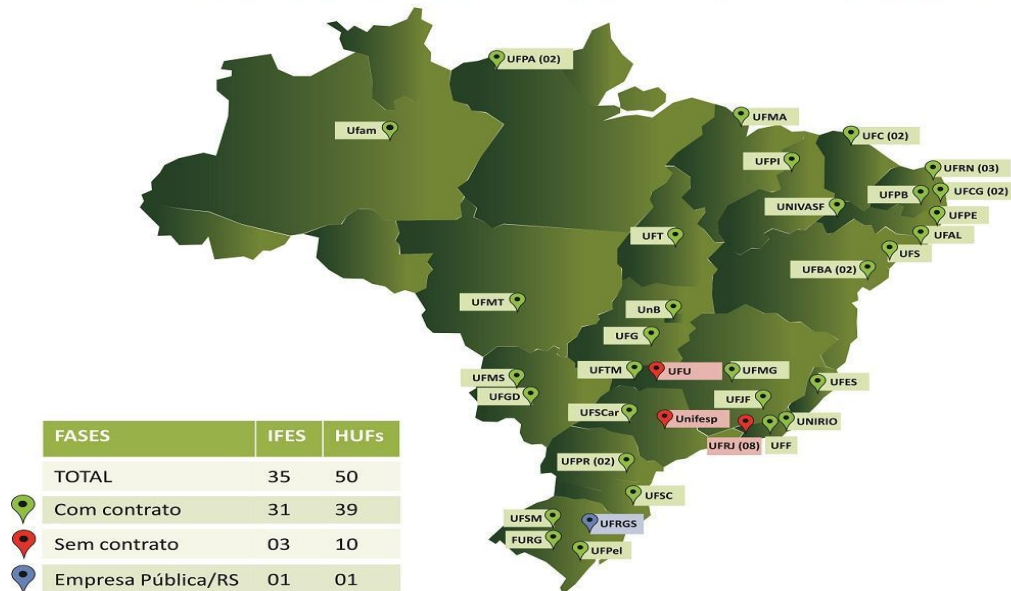 UFPA (02)
UFMA
Ufam
UFC (02)
UFPI
UFRN (03)
UFPB
UFCG (02)
UNIVASF
UFPE
UFT
UFAL
UFS
UFBA (02)
UFMT
UnB
UFG
UFTM
UFU
UFMG
UFMS
UFES
UFGD
UFJF
UFSCar
Unifesp
UNIRIO
UFRJ (08)
UFF
UFPR (02)
UFSC
UFSM
UFRGS
FURG
UFPel
FASES IFES HUFs
TOTAL 35 50
Com contrato 31 39
Sem contrato 03 10
Empresa Pública/RS 01 01